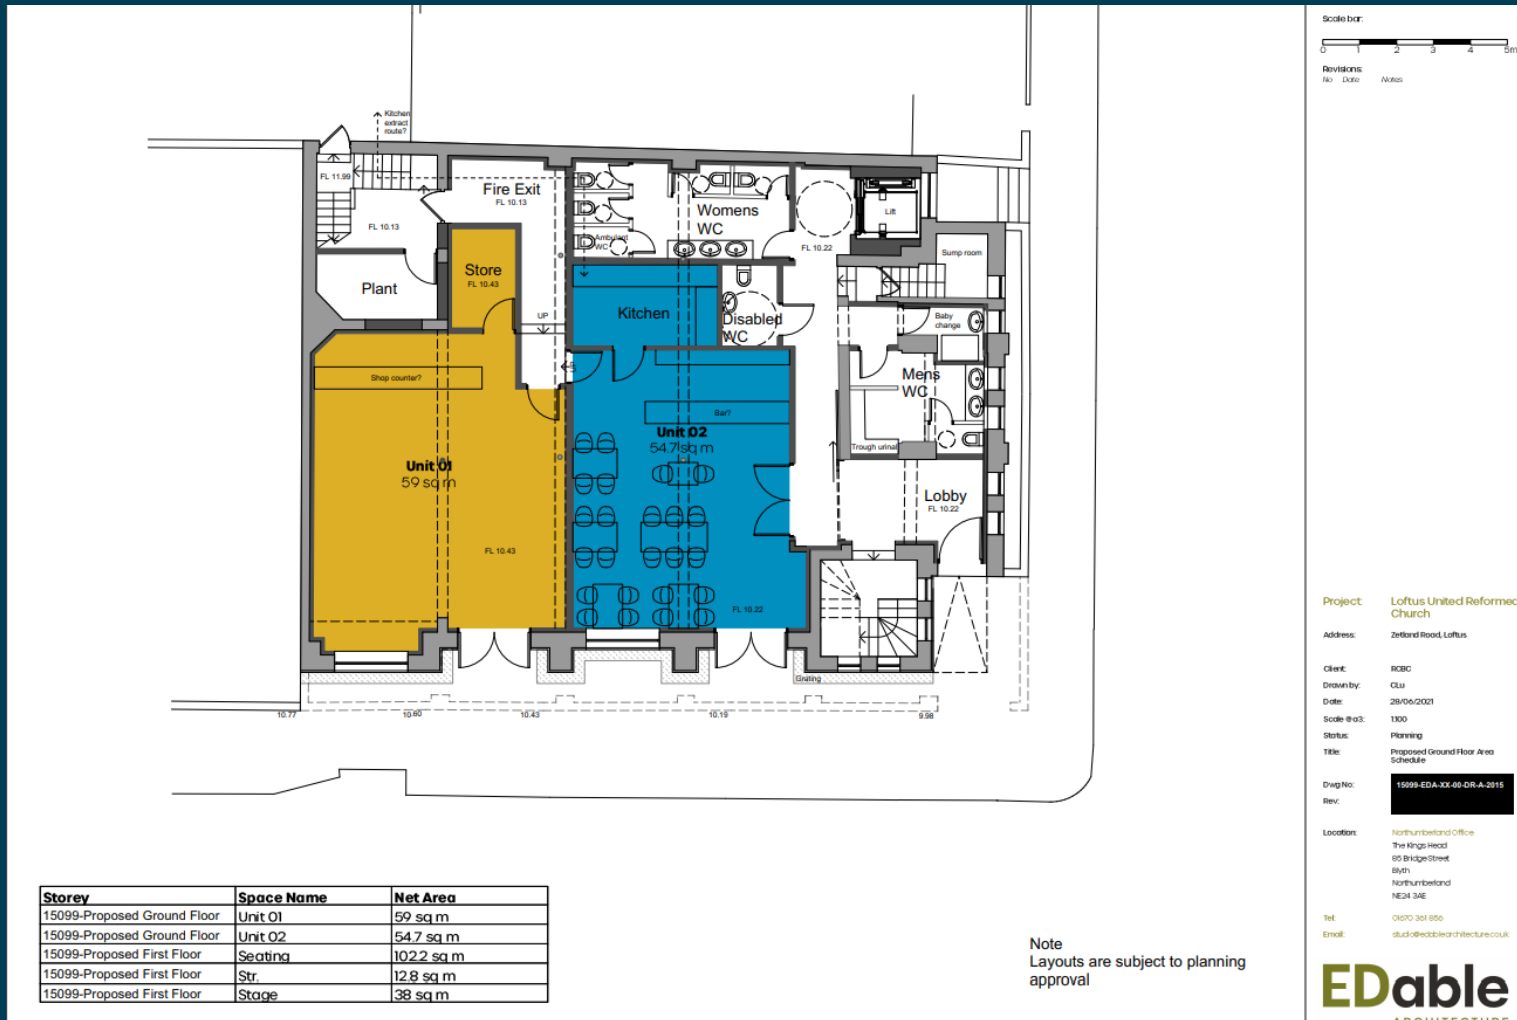 Scale bar:
0 1 2 3 4 5m
Revisions:
No Date Notes
Kitchen
extract
route?
FL 11.99
FL 10.13
Fire Exit
FL 10.13
Womens
WC
Ambulant
WC
FL 10.22
Lift
Sump room
Store
FL 10.43
Plant
UP
Kitchen
Disabled
WC
Baby
change
Mens
WC
Shop counter?
Bar?
Trough urinal
Unit 01
59 sq m
Unit 02
54.7 sq m
Lobby
FL 10.22
FL 10.43
FL 10.22
Grating
10.77 10.60 10.43 10.19 9.98
Project: Loftus United Reformed
Church
Address: Zetland Road, Loftus
Client: RCBC
Drawn by: CLu
Date: 28/06/2021
Scale @a3: 1:100
Status: Planning
Title: Proposed Ground Floor Area
Schedule
Dwg No: 15099-EDA-XX-00-DR-A-2015
Rev:
Location: Northumberland Office
The Kings Head
85 Bridge Street
Blyth
Northumberland
NE24 3AE
Tel: 01670 361 856
Email: studio@edablearchitecture.co.uk
EDable
ARCHITECTURE
Storey Space Name Net Area
15099-Proposed Ground Floor Unit 01 59 sq m
15099-Proposed Ground Floor Unit 02 54.7 sq m
15099-Proposed First Floor Seating 102.2 sq m
15099-Proposed First Floor Str. 12.8 sq m
15099-Proposed First Floor Stage 38 sq m
Note
Layouts are subject to planning
approval